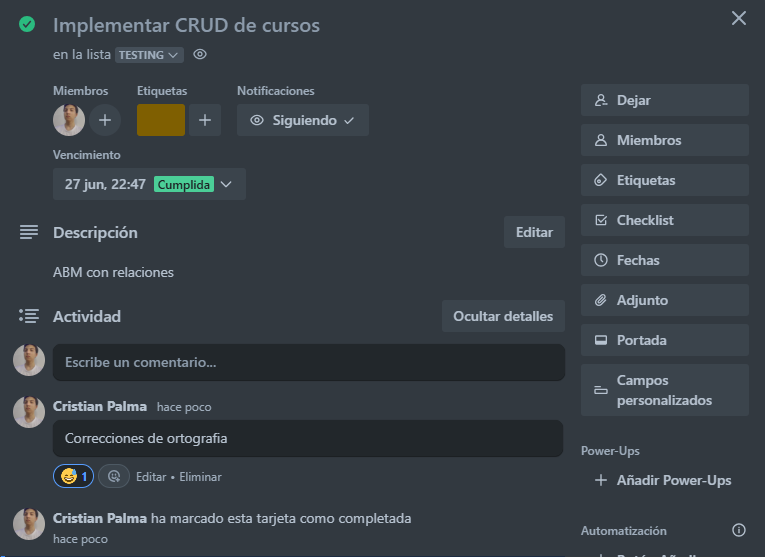 Implementar CRUD de cursos
en la lista TESTING
Miembros Etiquetas Notificaciones
Siguiendo
Vencimiento
27 jun, 22:47 Cumplida
Descripción Editar
ABM con relaciones
Actividad Ocultar detalles
Escribe un comentario...
Cristian Palma hace poco
Correcciones de ortografia
1 Editar • Eliminar
Cristian Palma ha marcado esta tarjeta como completada
hace poco
Dejar
Miembros
Etiquetas
Checklist
Fechas
Adjunto
Portada
Campos
personalizados
Power-Ups
Añadir Power-Ups
Automatización